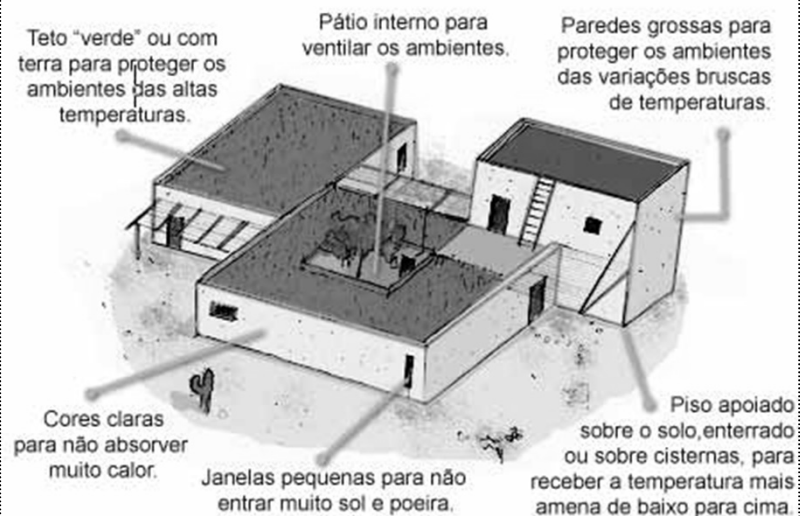 Teto “verde” ou com
terra para proteger os
ambientes das altas
temperaturas.
Pátio interno para
ventilar os ambientes.
Paredes grossas para
proteger os ambientes
das variações bruscas
de temperaturas.
Cores claras
para não absorver
muito calor.
Janelas pequenas para não
entrar muito sol e poeira.
Piso apoiado
sobre o solo,enterrado
ou sobre cisternas, para
receber a temperatura mais
amena de baixo para cima.